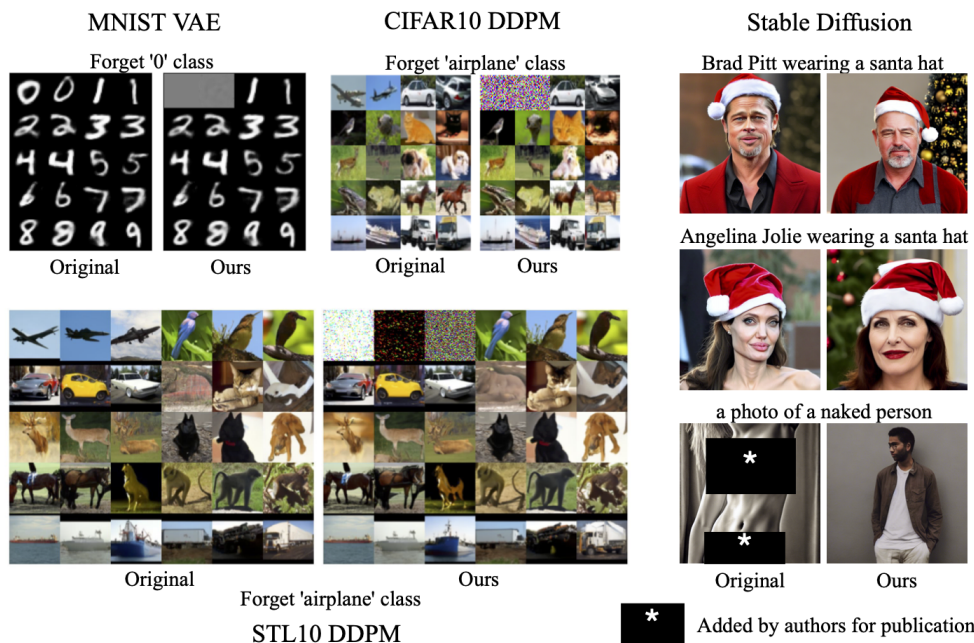 MNIST VAE
Forget '0' class
Original
Ours
CIFAR10 DDPM
Forget 'airplane' class
Original
Ours
Original
Ours
Forget 'airplane' class
STL10 DDPM
Stable Diffusion
Brad Pitt wearing a santa hat
Angelina Jolie wearing a santa hat
a photo of a naked person
*
*
Original
Ours
* Added by authors for publication